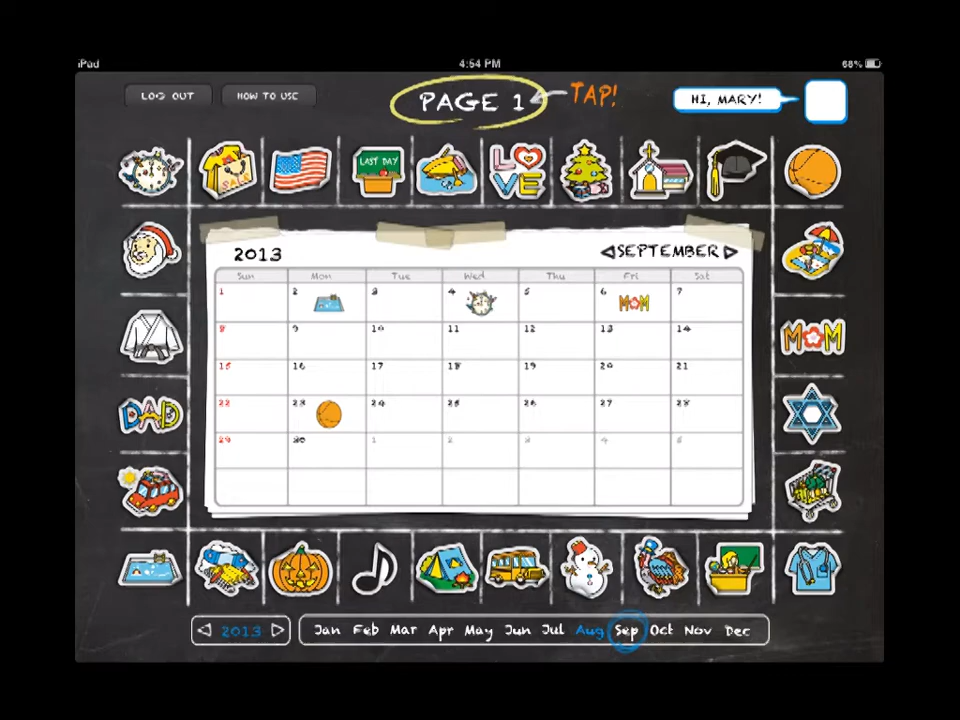 iPad 4:54 PM 68%
LOG OUT HOW TO USE PAGE 1 TAP! HI, MARY!
SALE LAST DAY LOVE
2013 SEPTEMBER
Sun Mon Tue Wed Thu Fri Sat
1 2 3 4 5 6 7
MOM
8 9 10 11 12 13 14
MOM
15 16 17 18 19 20 21
DAD
22 23 24 25 26 27 28
29 30 1 2 3 4 5
2013 Jan Feb Mar Apr May Jun Jul Aug Sep Oct Nov Dec